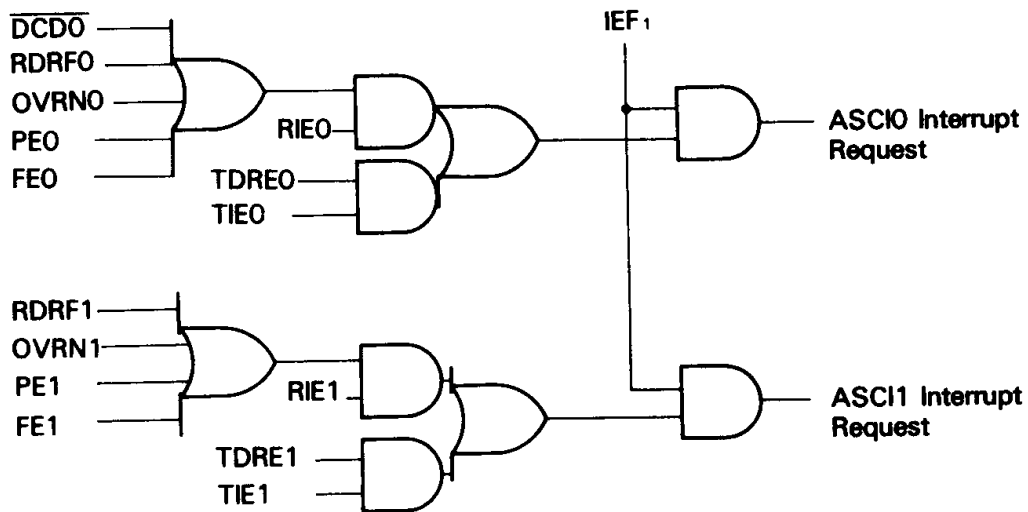 D̅C̅D̅0̅
IEF₁
RDRF0
OVRN0
RIE0
ASCI0 Interrupt
Request
PE0
FE0
TDRE0
TIE0
RDRF1
OVRN1
PE1
RIE1
ASCI1 Interrupt
Request
FE1
TDRE1
TIE1